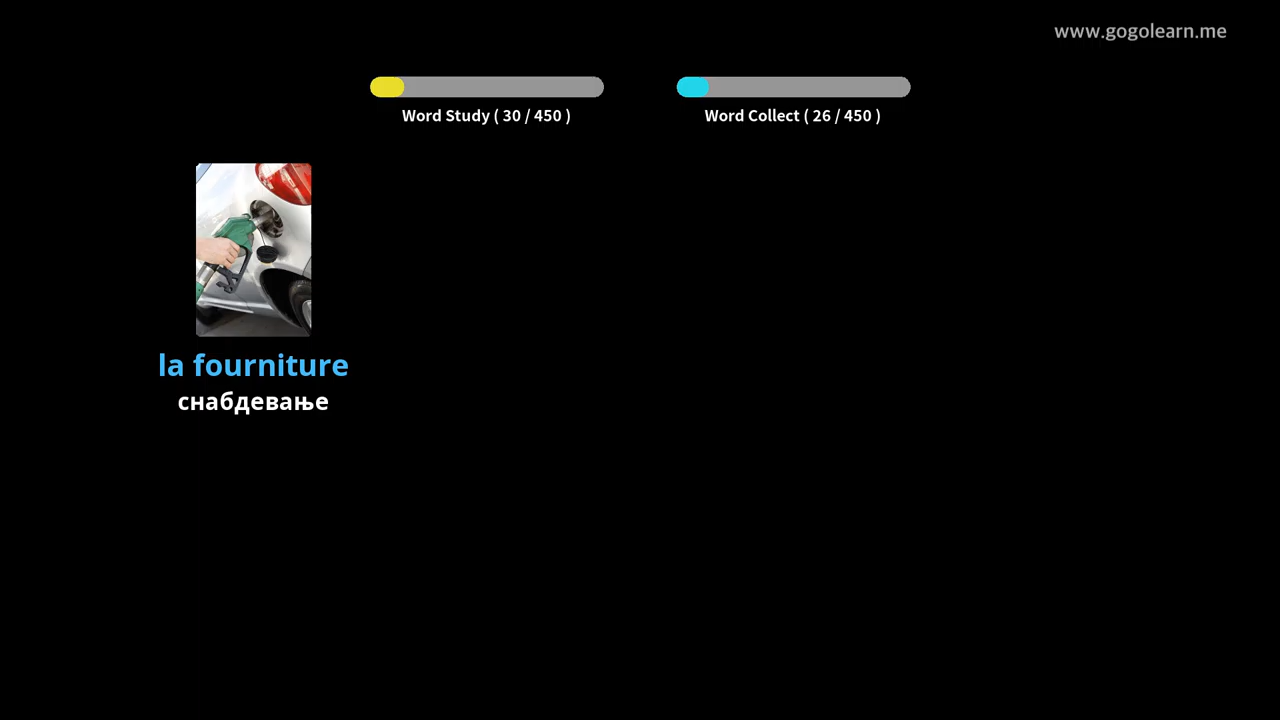 www.gogolearn.me
Word Study ( 30 / 450 )
Word Collect ( 26 / 450 )
la fourniture
снабдевање